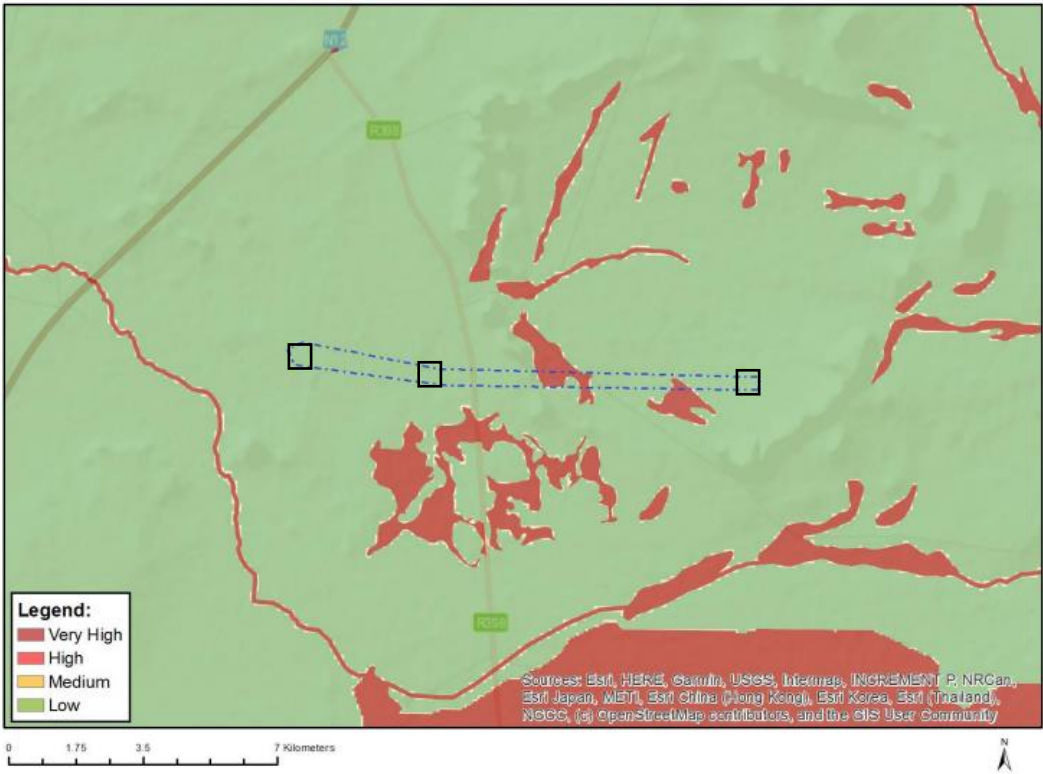 N12
R398
R398
Legend:
Very High
High
Medium
Low
Sources: Esri, HERE, Garmin, USGS, Intermap, INCREMENT P, NRCan,
Esri Japan, METI, Esri China (Hong Kong), Esri Korea, Esri (Thailand),
NGCC, (c) OpenStreetMap contributors, and the GIS User Community
0 1.75 3.5 7 Kilometers
N